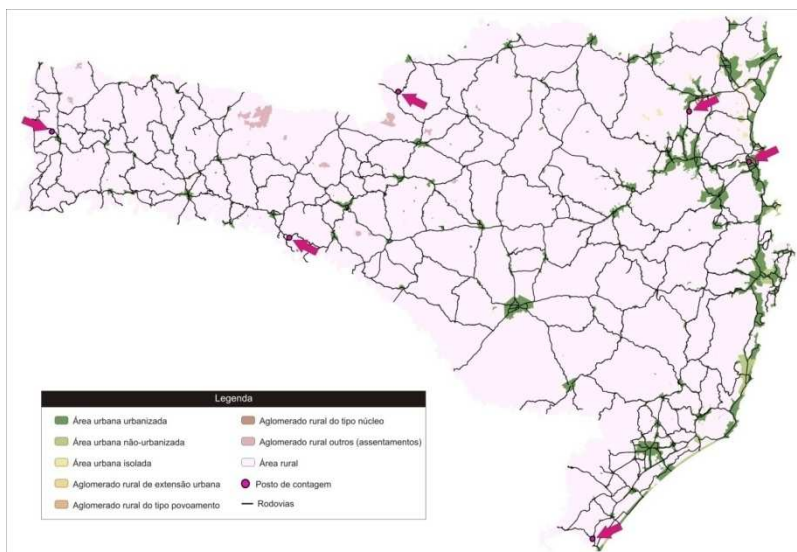 Legenda
Área urbana urbanizada
Área urbana não-urbanizada
Área urbana isolada
Aglomerado rural de extensão urbana
Aglomerado rural do tipo povoamento
Aglomerado rural do tipo núcleo
Aglomerado rural outros (assentamentos)
Área rural
Posto de contagem
Rodovias